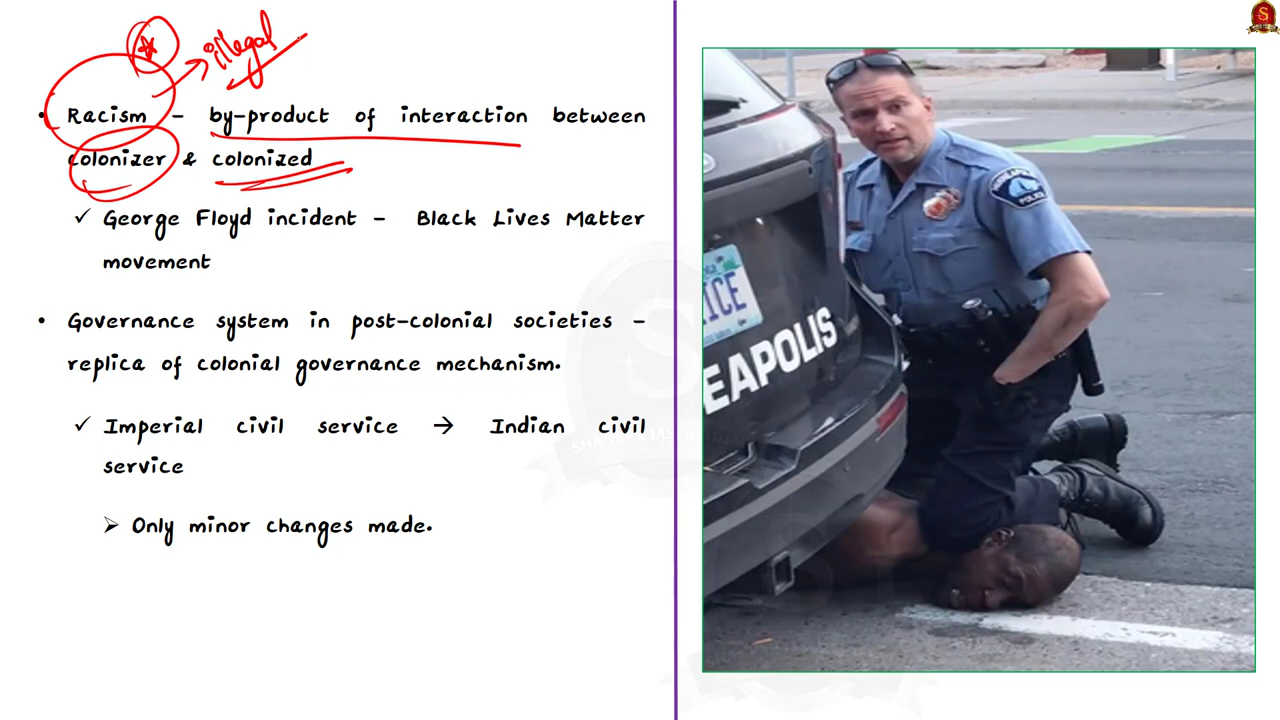 illegal
• Racism – by-product of interaction between
colonizer & colonized
✓ George Floyd incident – Black Lives Matter
movement
• Governance system in post-colonial societies –
replica of colonial governance mechanism.
✓ Imperial civil service → Indian civil
service
➢ Only minor changes made.
ICE
EAPOLIS
MINNEAPOLIS
POLICE
S